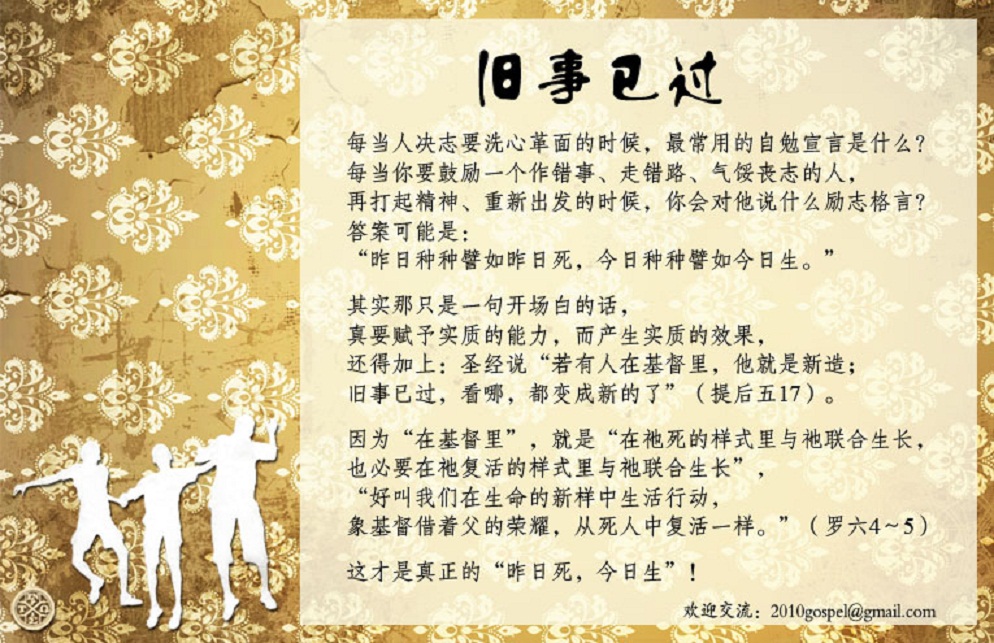 旧事已过
每当人决志要洗心革面的时候，最常用的自勉宣言是什么？
每当你要鼓励一个作错事、走错路、气馁丧志的人，
再打起精神、重新出发的时候，你会对他说什么励志格言？
答案可能是：
“昨日种种譬如昨日死，今日种种譬如今日生。”
其实那只是一句开场白的话，
真要赋予实质的能力，而产生实质的效果，
还得加上：圣经说“若有人在基督里，他就是新造；
旧事已过，看哪，都变成新的了”（提后五17）。
因为“在基督里”，就是“在祂死的样式里与祂联合生长，
也必要在祂复活的样式里与祂联合生长”，
“好叫我们在生命的新样中生活行动，
象基督借着父的荣耀，从死人中复活一样。”（罗六4～5）
这才是真正的“昨日死，今日生”！
欢迎交流：2010gospel@gmail.com